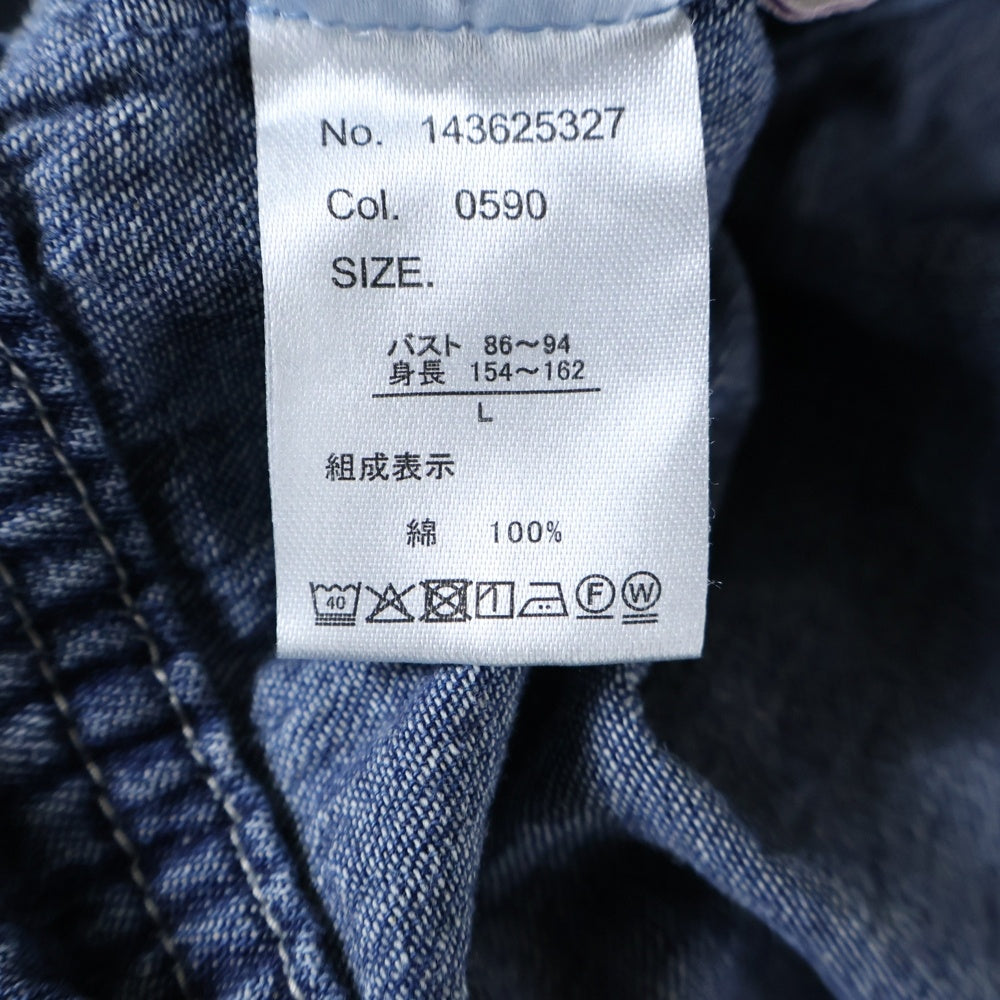 No. 143625327
Col. 0590
SIZE.
バスト 86～94
身長 154～162
L
組成表示
綿 100%
40 F W